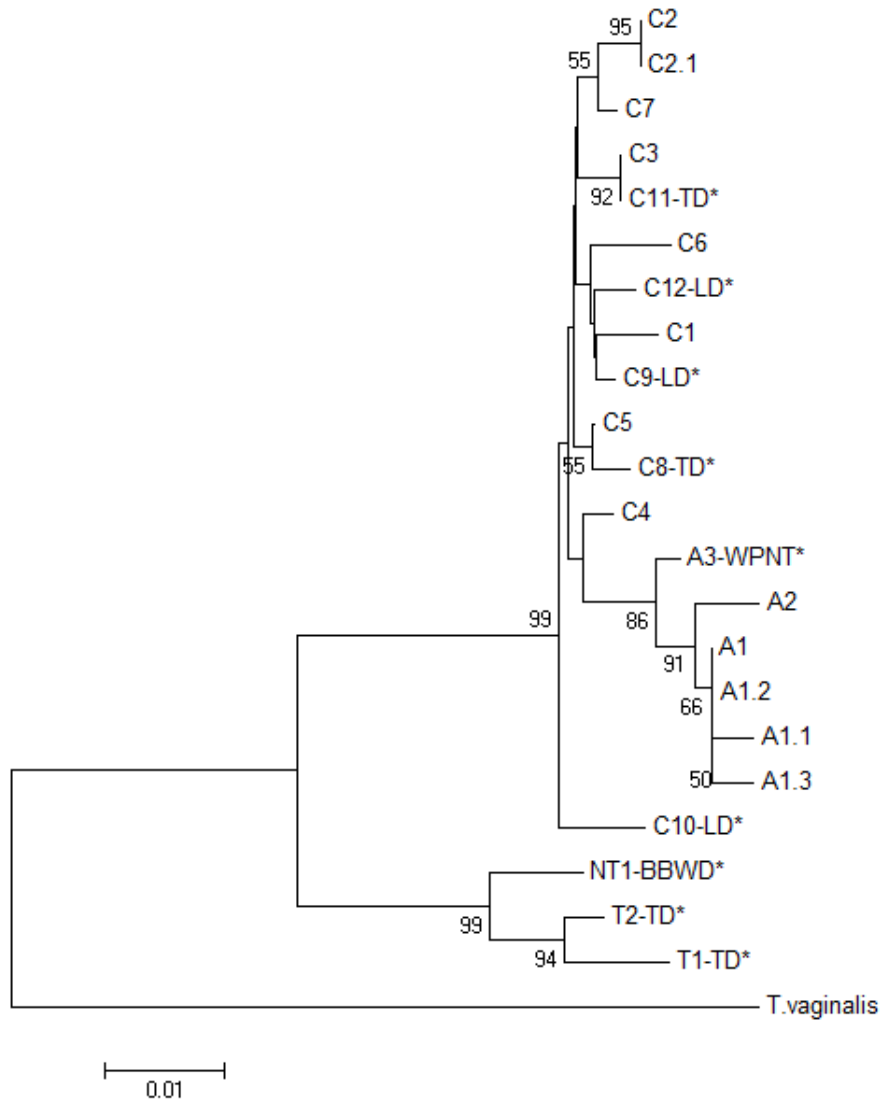 C2
95
C2.1
55
C7
C3
92
C11-TD*
C6
C12-LD*
C1
C9-LD*
C5
55
C8-TD*
C4
A3-WPNT*
99
86
A2
91
A1
66
A1.2
A1.1
50
A1.3
C10-LD*
NT1-BBWD*
99
T2-TD*
94
T1-TD*
T.vaginalis
0.01